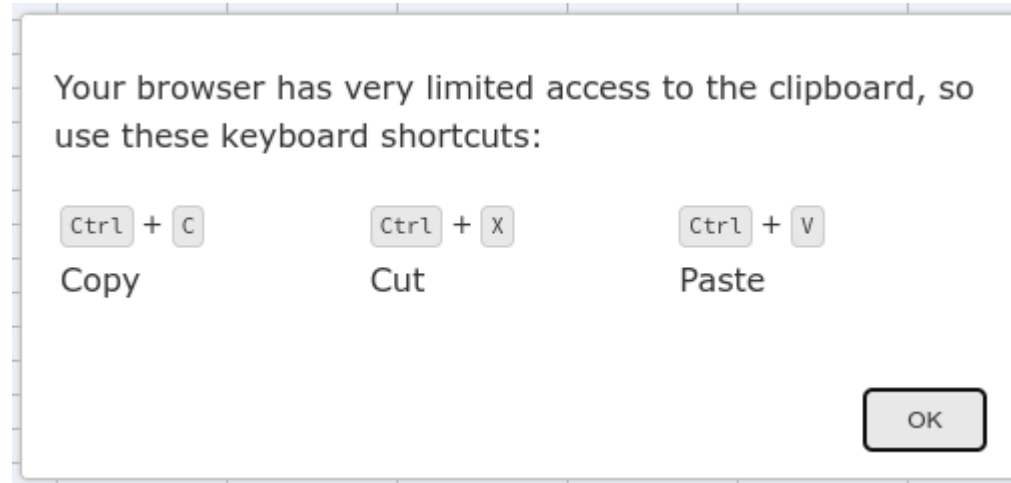 Your browser has very limited access to the clipboard, so
use these keyboard shortcuts:
Ctrl + C Ctrl + X Ctrl + V
Copy Cut Paste
OK